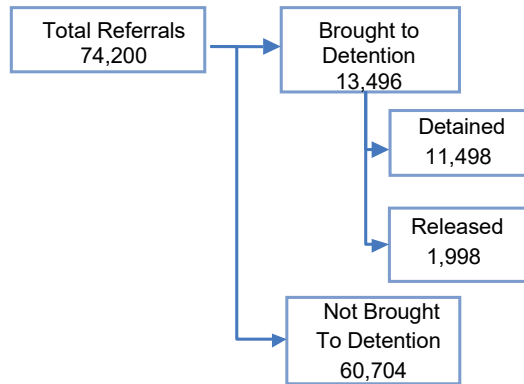 Total Referrals
74,200
Brought to
Detention
13,496
Detained
11,498
Released
1,998
Not Brought
To Detention
60,704